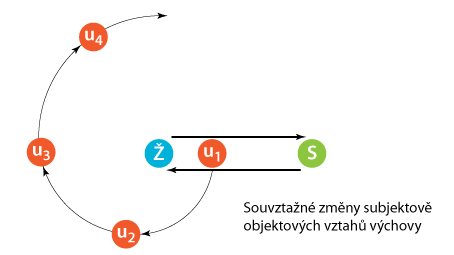 u4
u3
Ž
u1
S
u2
Souvztažné změny subjektově
objektových vztahů výchovy